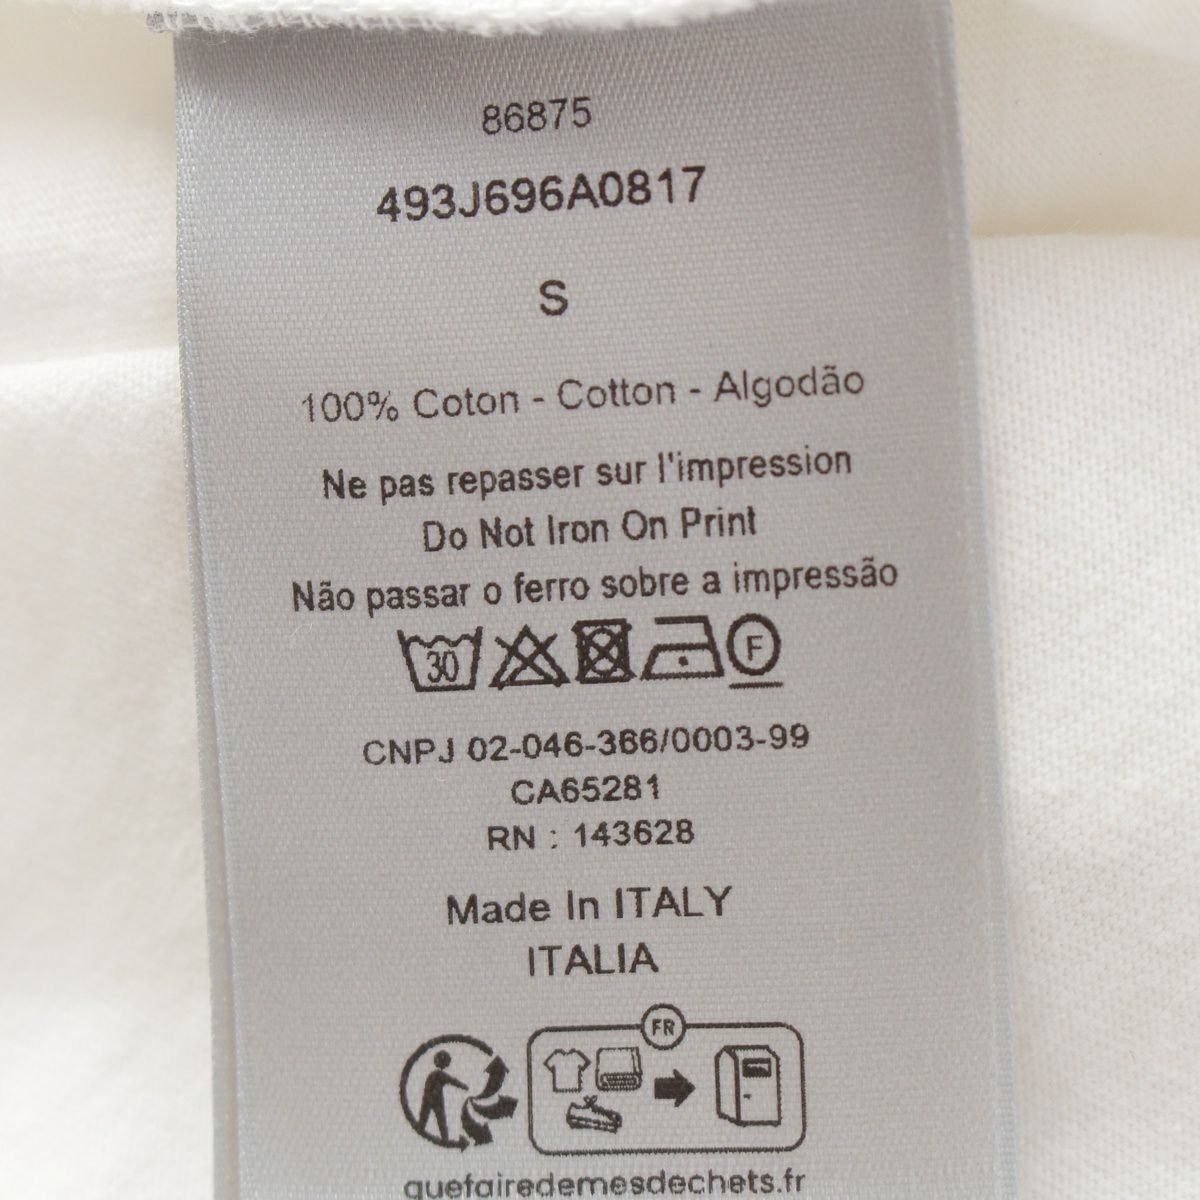 86875
493J696A0817
S
100% Coton - Cotton - Algodão
Ne pas repasser sur l'impression
Do Not Iron On Print
Não passar o ferro sobre a impressão
30 F
CNPJ 02-046-366/0003-99
CA65281
RN : 143628
Made In ITALY
ITALIA
FR
quefairedemesdechets.fr